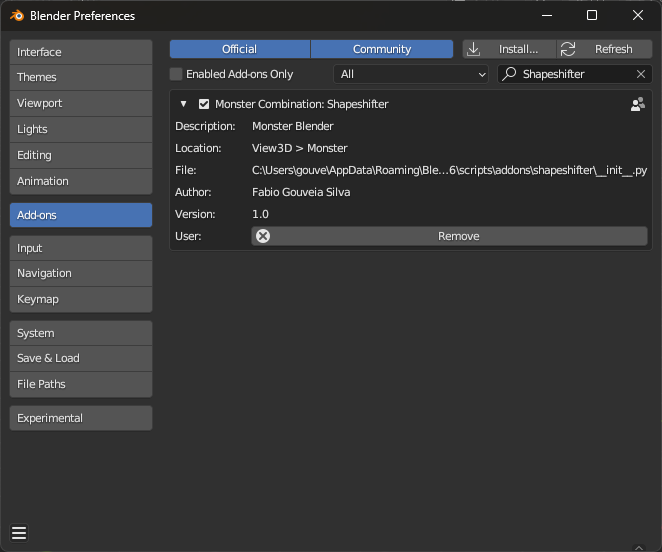 Blender Preferences
Interface
Themes
Viewport
Lights
Editing
Animation
Add-ons
Input
Navigation
Keymap
System
Save & Load
File Paths
Experimental
Official Community Install... Refresh
Enabled Add-ons Only All Shapeshifter
Monster Combination: Shapeshifter
Description: Monster Blender
Location: View3D > Monster
File: C:\Users\gouve\AppData\Roaming\Ble...6\scripts\addons\shapeshifter\__init__.py
Author: Fabio Gouveia Silva
Version: 1.0
User: Remove